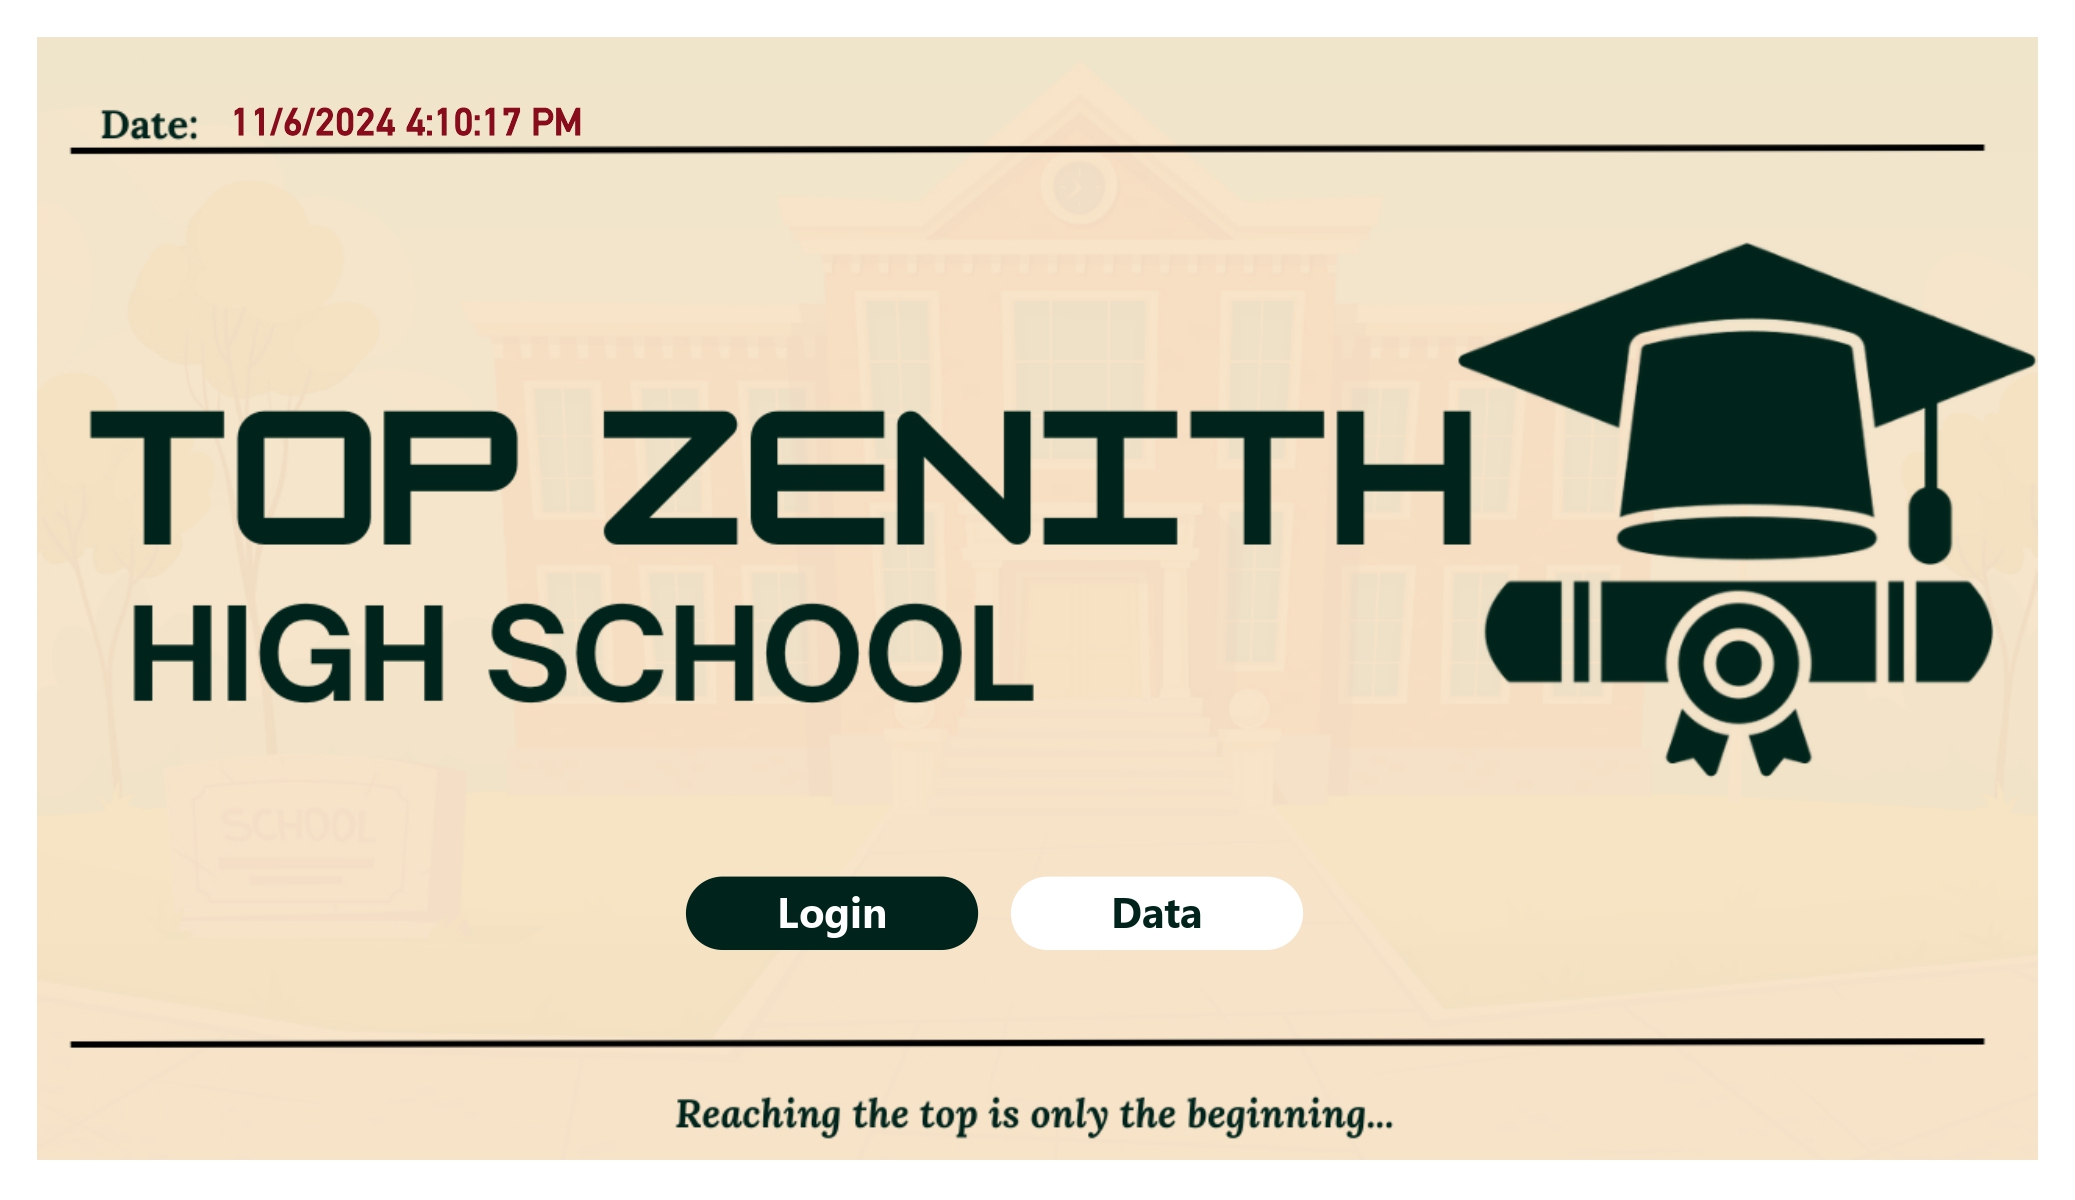 Date: 11/6/2024 4:10:17 PM
TOP ZENITH
HIGH SCHOOL
SCHOOL
Login Data
Reaching the top is only the beginning...